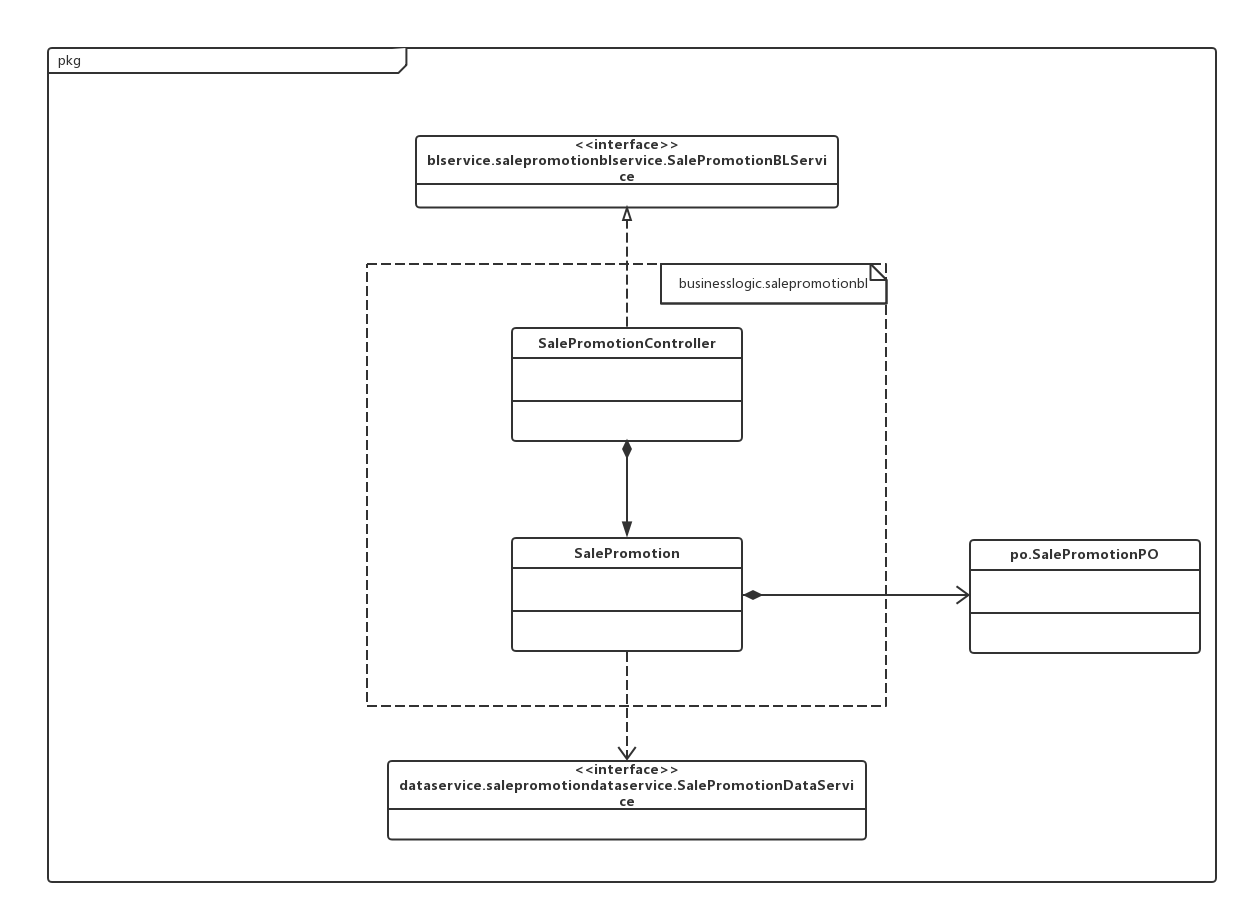 pkg
<<interface>>
blservice.salepromotionblservice.SalePromotionBLServi
ce
businesslogic.salepromotionbl
SalePromotionController
SalePromotion
po.SalePromotionPO
<<interface>>
dataservice.salepromotiondataservice.SalePromotionDataServi
ce